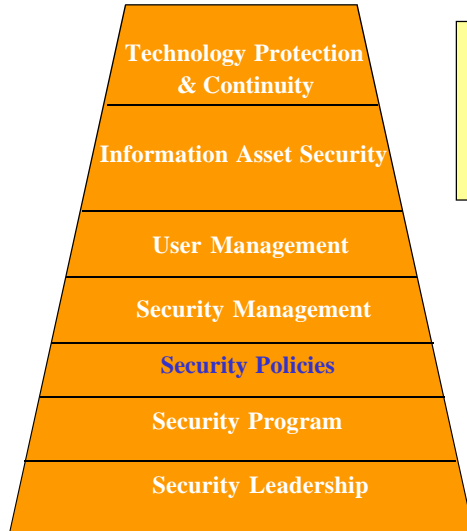 Technology Protection
& Continuity
Information Asset Security
User Management
Security Management
Security Policies
Security Program
Security Leadership